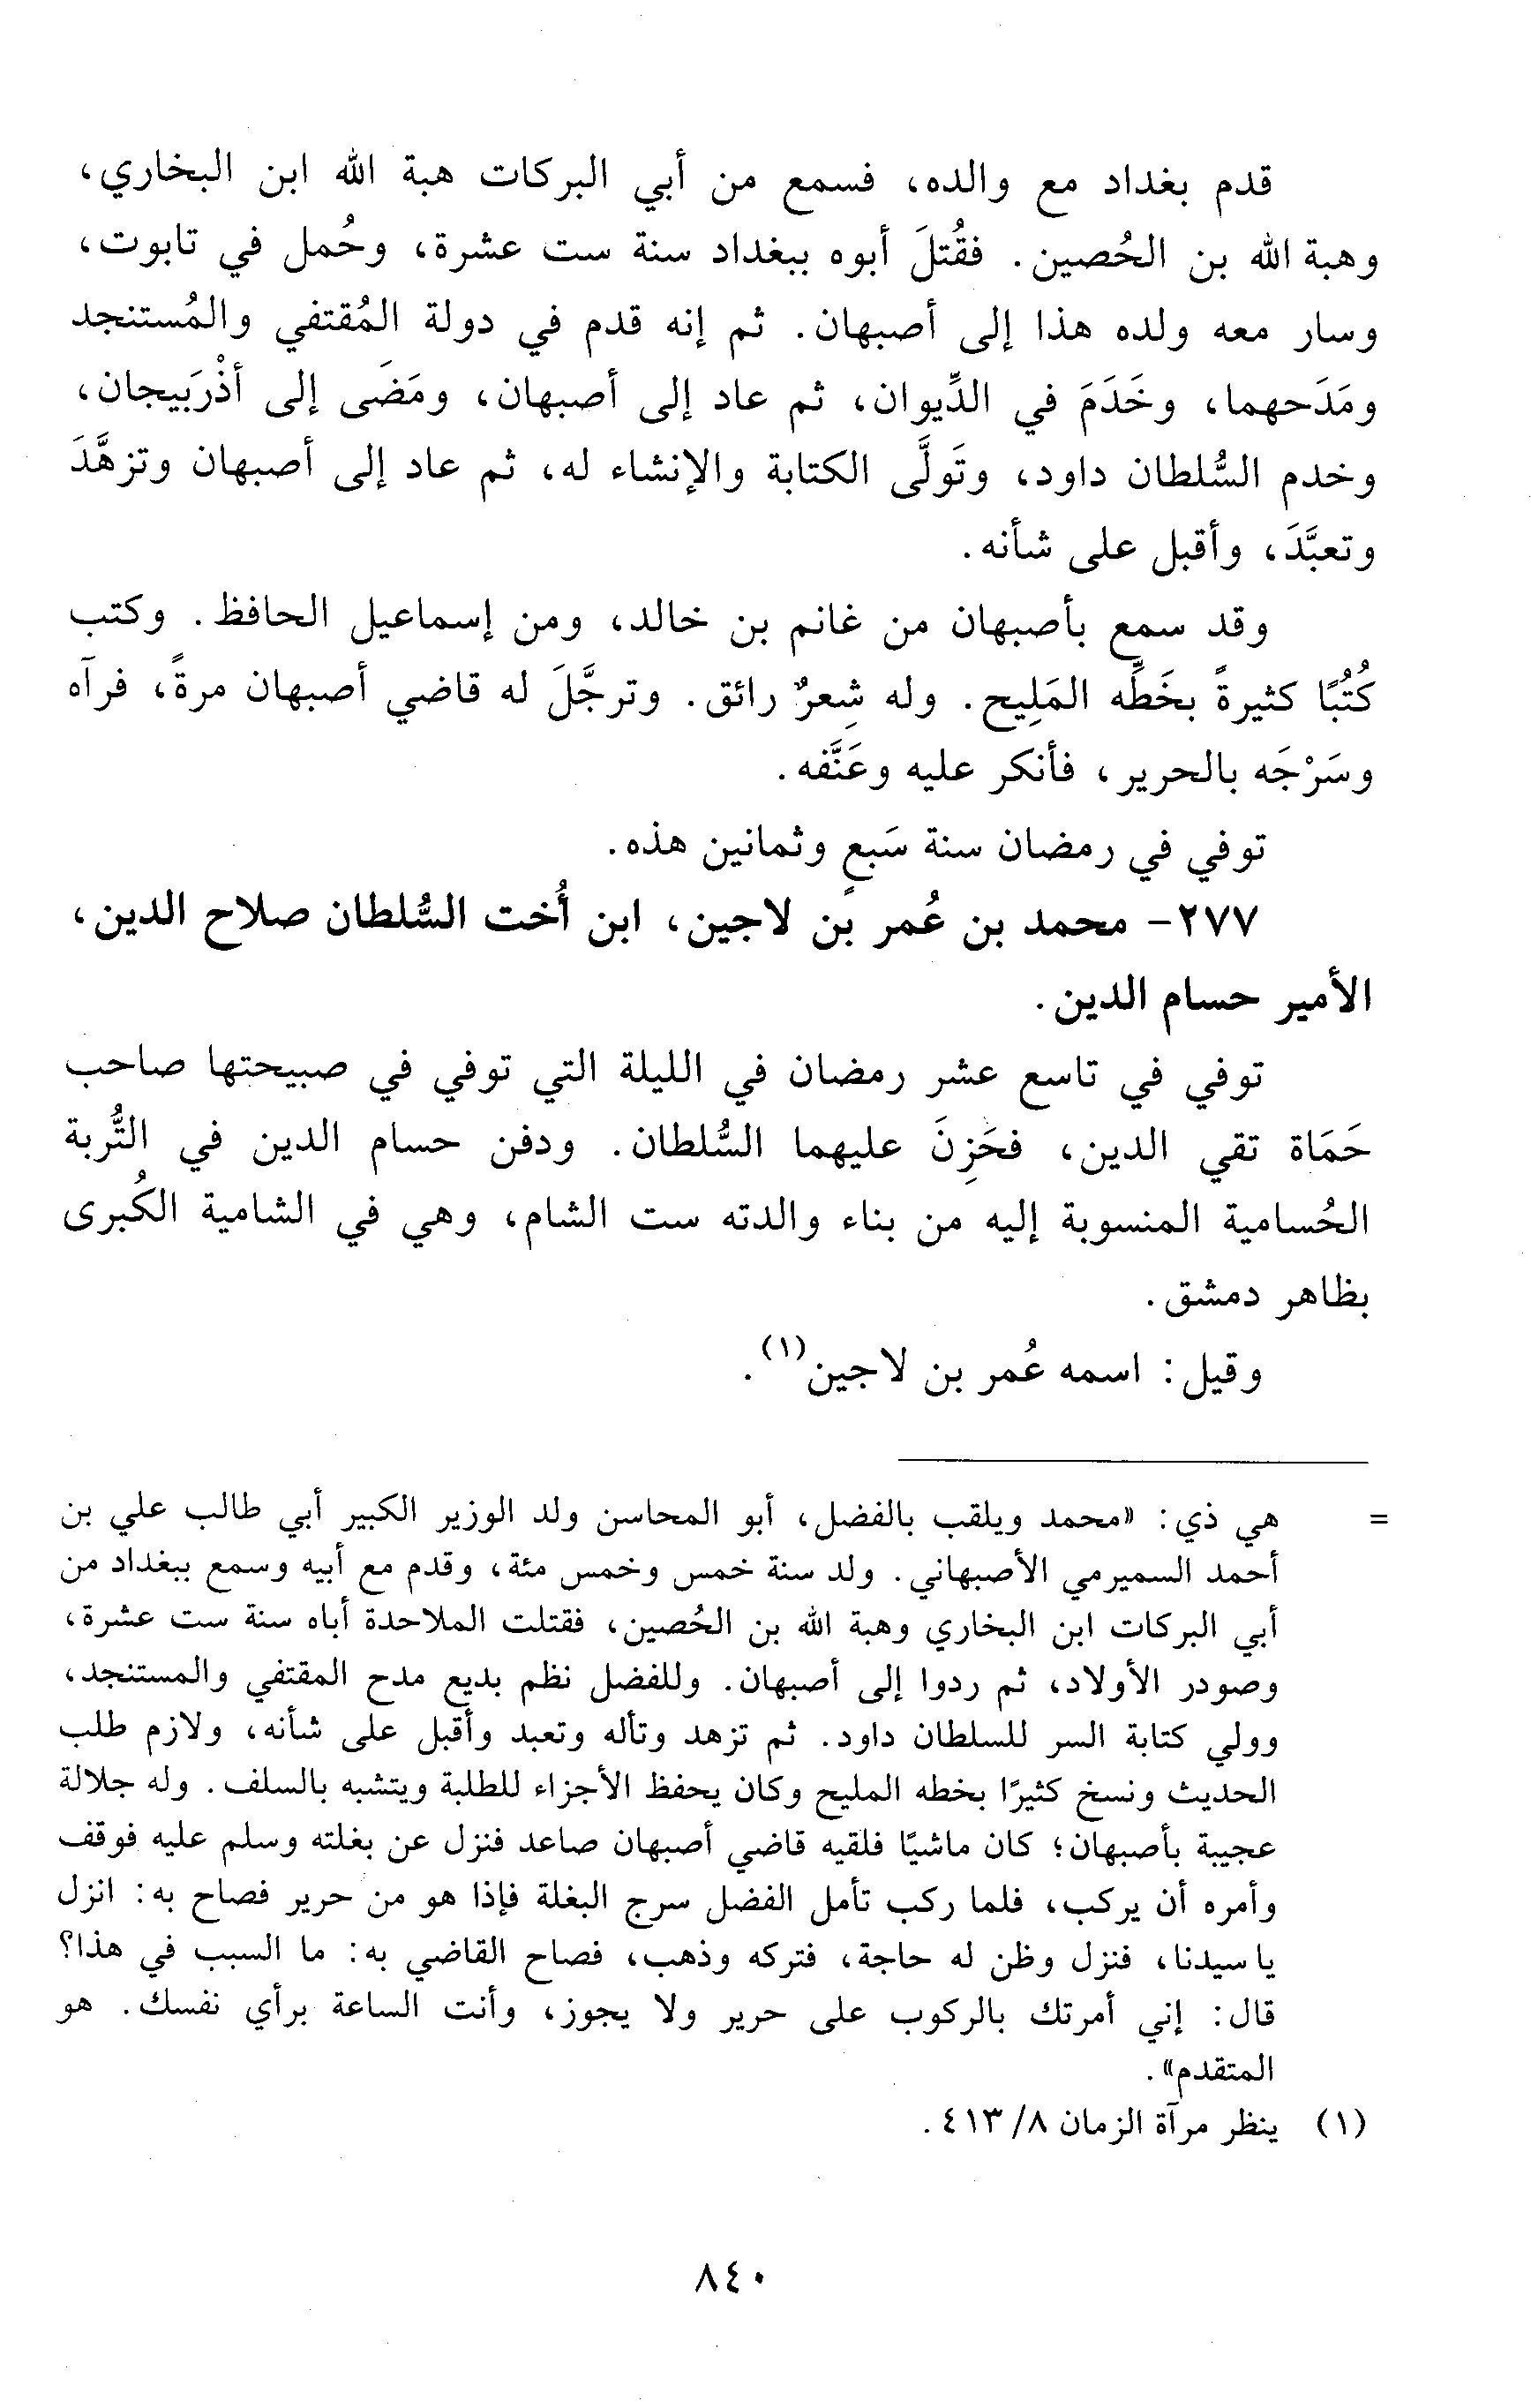 قدم بغداد مع والده، فسمع من أبي البركات هبة الله ابن البخاري،
وهبة الله بن الحُصين. فقُتلَ أبوه ببغداد سنة ست عشرة، وحُمل في تابوت،
وسار معه ولده هذا إلى أصبهان. ثم إنه قدم في دولة المُقتفي والمُستنجد
ومَدَحهما، وخَدَمَ في الدِّيوان، ثم عاد إلى أصبهان، ومَضَى إلى أذْرَبيجان،
وخدم السُّلطان داود، وتَولَّى الكتابة والإنشاء له، ثم عاد إلى أصبهان وتزهَّدَ
وتعبَّدَ، وأقبل على شأنه.
وقد سمع بأصبهان من غانم بن خالد، ومن إسماعيل الحافظ. وكتب
كُتُبًا كثيرةً بخَطِّه المَلِيح. وله شِعرٌ رائق. وترجَّلَ له قاضي أصبهان مرةً، فرآه
وسَرْجَه بالحرير، فأنكر عليه وعَنَّفه.
توفي في رمضان سنة سَبعٍ وثمانين هذه.
٢٧٧- محمد بن عُمر بن لاجين، ابن أُخت السُّلطان صلاح الدين،
الأمير حسام الدين.
توفي في تاسع عشر رمضان في الليلة التي توفي في صبيحتها صاحب
حَمَاة تقي الدين، فحَزِنَ عليهما السُّلطان. ودفن حسام الدين في التُّربة
الحُسامية المنسوبة إليه من بناء والدته ست الشام، وهي في الشامية الكُبرى
بظاهر دمشق.
وقيل: اسمه عُمر بن لاجين(١).
= هي ذي: «محمد ويلقب بالفضل، أبو المحاسن ولد الوزير الكبير أبي طالب علي بن
أحمد السميرمي الأصبهاني. ولد سنة خمس وخمس مئة، وقدم مع أبيه وسمع ببغداد من
أبي البركات ابن البخاري وهبة الله بن الحُصين، فقتلت الملاحدة أباه سنة ست عشرة،
وصودر الأولاد، ثم ردوا إلى أصبهان. وللفضل نظم بديع مدح المقتفي والمستنجد،
وولي كتابة السر للسلطان داود. ثم تزهد وتأله وتعبد وأقبل على شأنه، ولازم طلب
الحديث ونسخ كثيرًا بخطه المليح وكان يحفظ الأجزاء للطلبة ويتشبه بالسلف. وله جلالة
عجيبة بأصبهان؛ كان ماشيًا فلقيه قاضي أصبهان صاعد فنزل عن بغلته وسلم عليه فوقف
وأمره أن يركب، فلما ركب تأمل الفضل سرج البغلة فإذا هو من حرير فصاح به: انزل
يا سيدنا، فنزل وظن له حاجة، فتركه وذهب، فصاح القاضي به: ما السبب في هذا؟
قال: إني أمرتك بالركوب على حرير ولا يجوز، وأنت الساعة برأي نفسك. هو
المتقدم».
(١) ينظر مرآة الزمان ٨/ ٤١٣.
٨٤٠